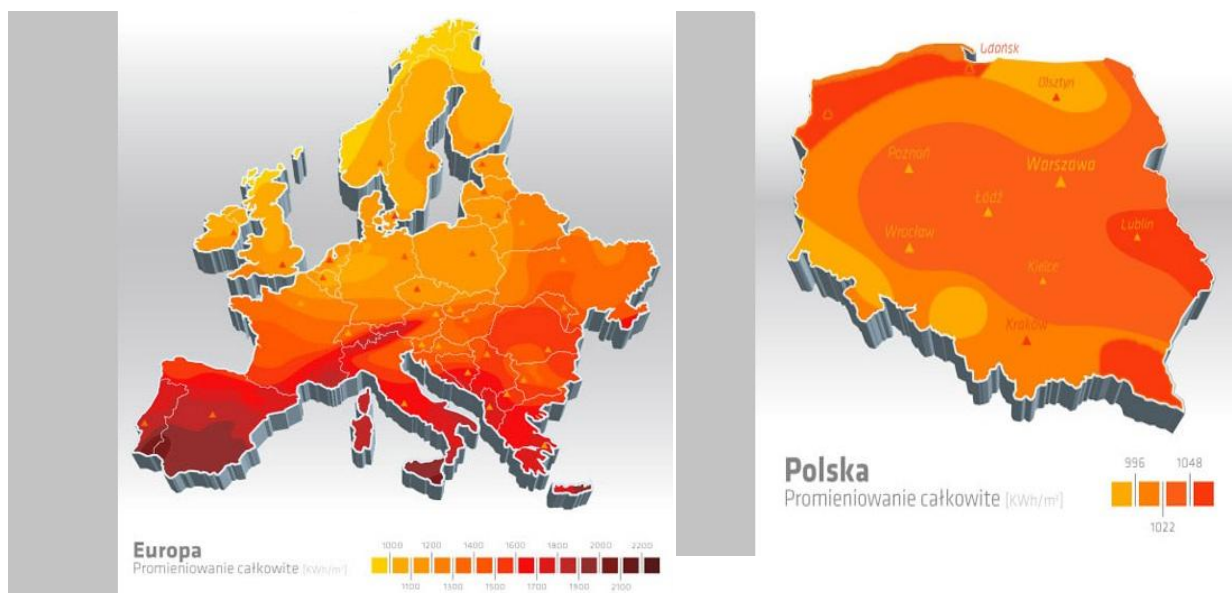 Gdańsk
Olsztyn
Poznań
Warszawa
Łódź
Wrocław
Lublin
Kielce
Kraków
Polska
Promieniowanie całkowite [KWh/m²]
996 1048
1022
Europa
Promieniowanie całkowite [KWh/m²]
1000 1200 1400 1600 1800 2000 2200
1100 1300 1500 1700 1900 2100